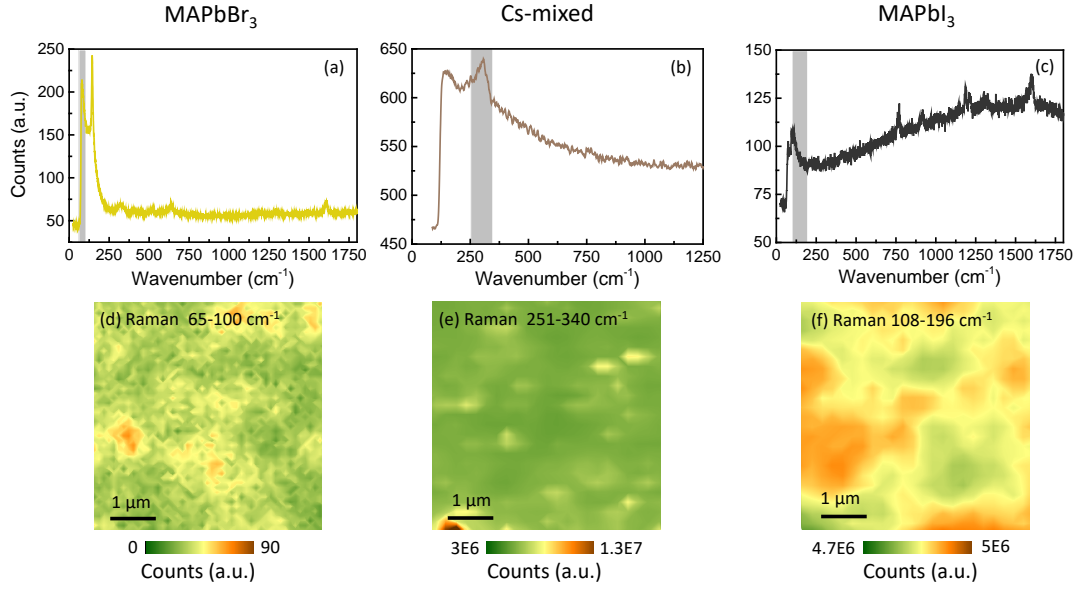 MAPbBr3 Cs-mixed MAPbI3
(a)
250
200
150
100
50
0 250 500 750 1000 1250 1500 1750
Counts (a.u.)
Wavenumber (cm-1)
(b)
650
600
550
500
450
0 250 500 750 1000 1250
Wavenumber (cm-1)
(c)
150
125
100
75
50
0 250 500 750 1000 1250 1500 1750
Wavenumber (cm-1)
(d) Raman 65-100 cm-1
1 µm
0 90
Counts (a.u.)
(e) Raman 251-340 cm-1
1 µm
3E6 1.3E7
Counts (a.u.)
(f) Raman 108-196 cm-1
1 µm
4.7E6 5E6
Counts (a.u.)